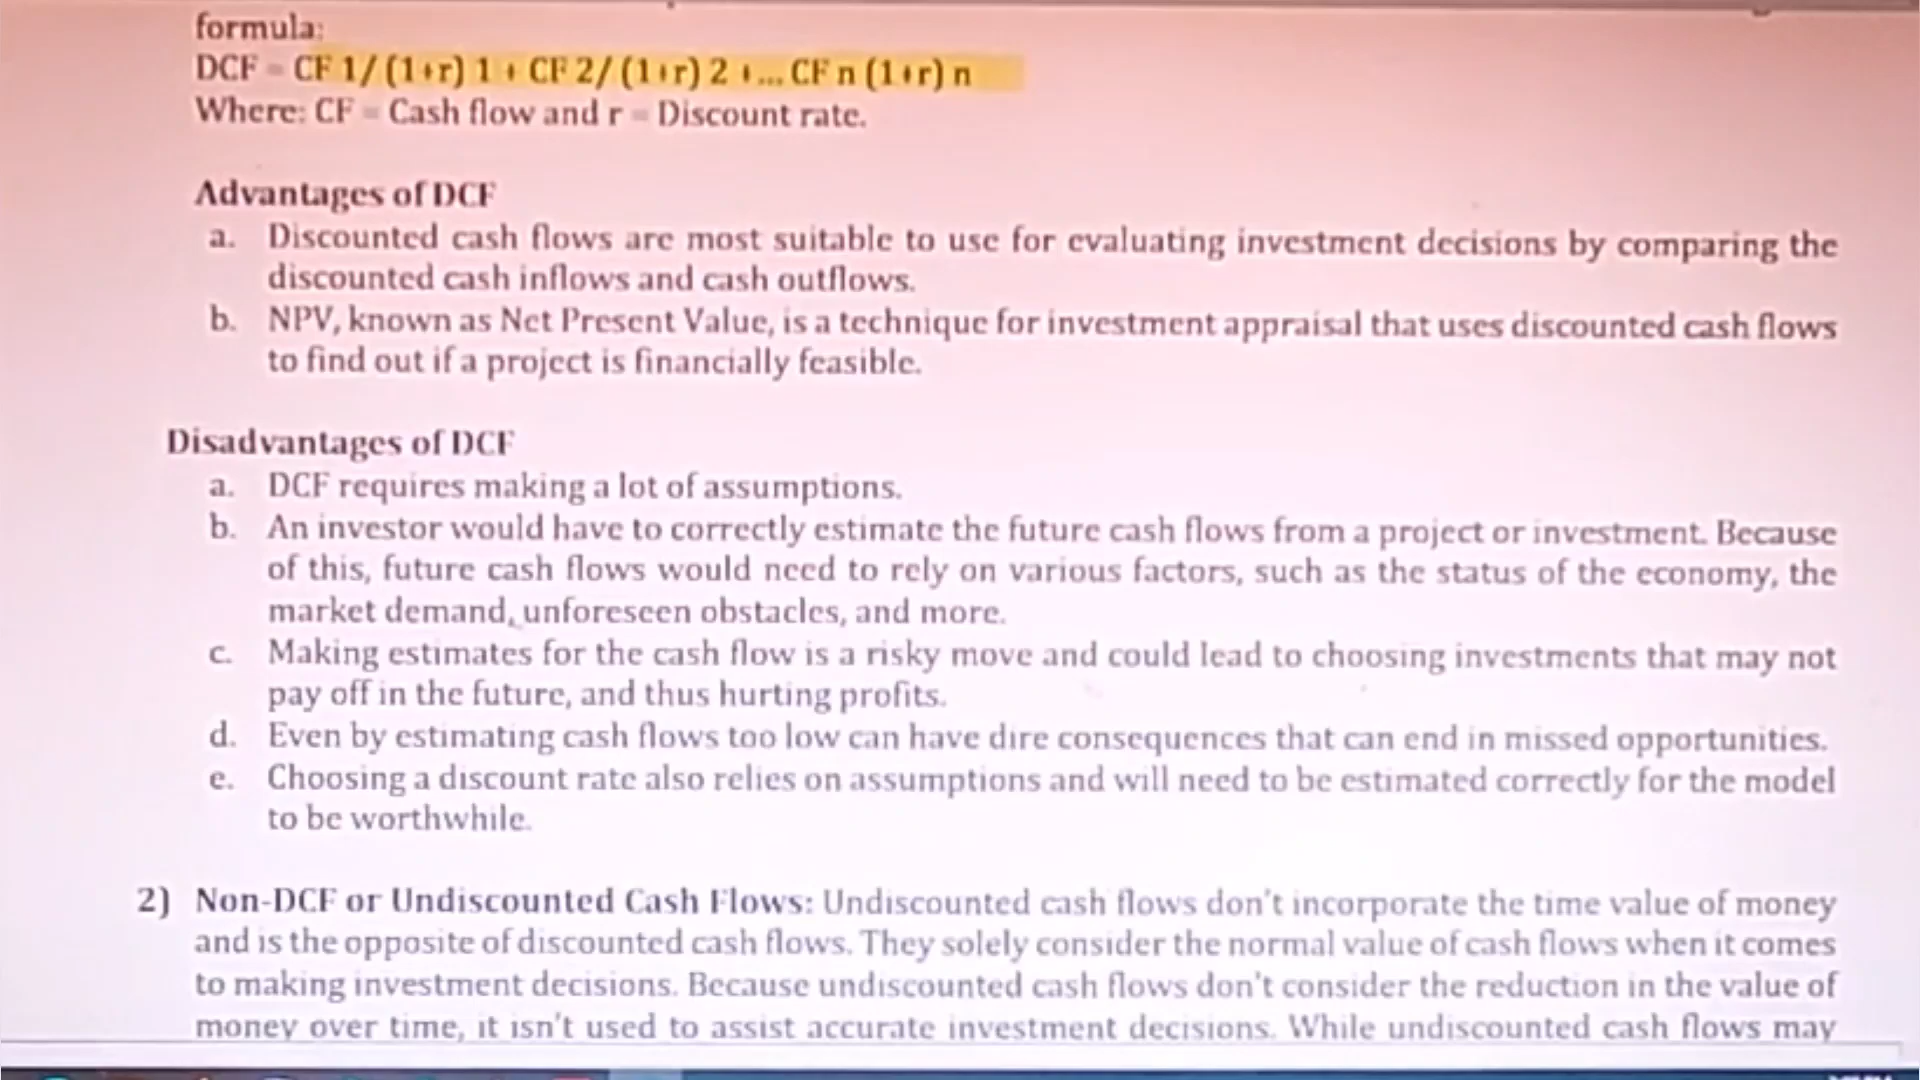 formula:
DCF = CF 1/ (1+r) 1 + CF 2/ (1+r) 2 +... CF n (1+r) n
Where: CF = Cash flow and r = Discount rate.
Advantages of DCF
a. Discounted cash flows are most suitable to use for evaluating investment decisions by comparing the
discounted cash inflows and cash outflows.
b. NPV, known as Net Present Value, is a technique for investment appraisal that uses discounted cash flows
to find out if a project is financially feasible.
Disadvantages of DCF
a. DCF requires making a lot of assumptions.
b. An investor would have to correctly estimate the future cash flows from a project or investment. Because
of this, future cash flows would need to rely on various factors, such as the status of the economy, the
market demand, unforeseen obstacles, and more.
c. Making estimates for the cash flow is a risky move and could lead to choosing investments that may not
pay off in the future, and thus hurting profits.
d. Even by estimating cash flows too low can have dire consequences that can end in missed opportunities.
e. Choosing a discount rate also relies on assumptions and will need to be estimated correctly for the model
to be worthwhile.
2) Non-DCF or Undiscounted Cash Flows: Undiscounted cash flows don't incorporate the time value of money
and is the opposite of discounted cash flows. They solely consider the normal value of cash flows when it comes
to making investment decisions. Because undiscounted cash flows don't consider the reduction in the value of
money over time, it isn't used to assist accurate investment decisions. While undiscounted cash flows may